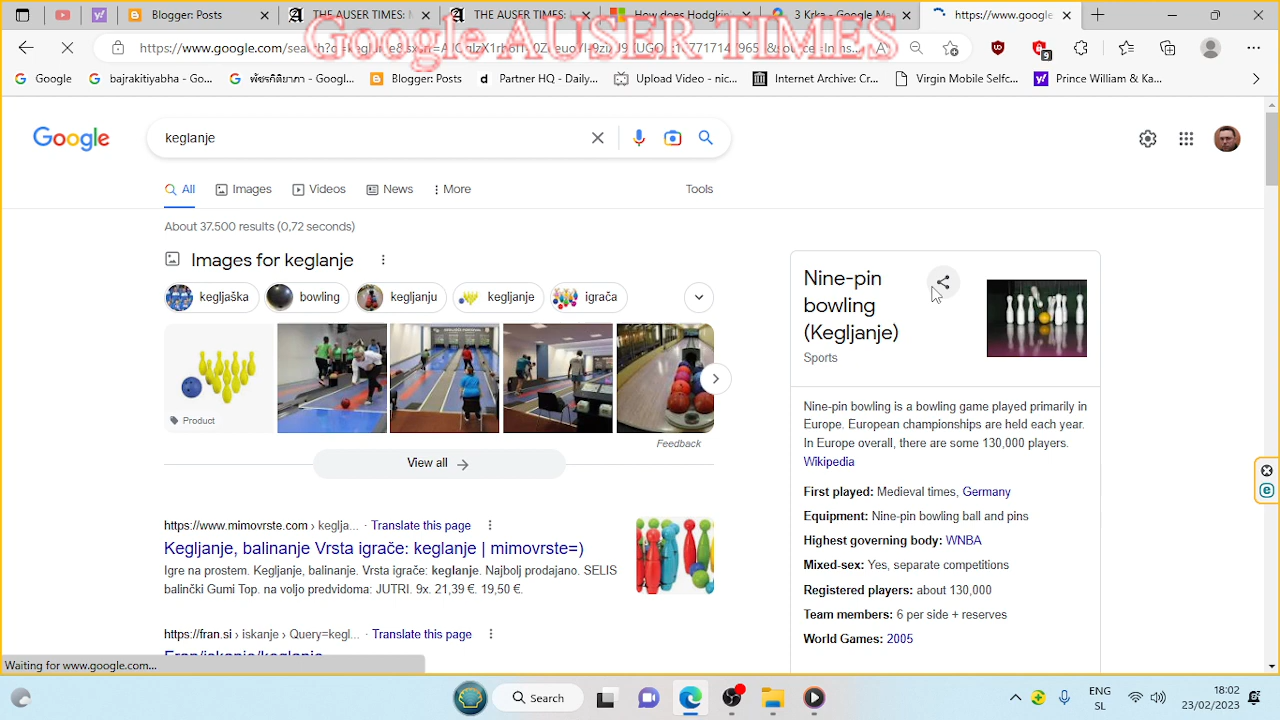 Blogger: Posts
THE AUSER TIMES: M
THE AUSER TIMES: 
How does Hodgkin
3 Krka - Google Ma
https://www.google
Google AUSER TIMES
Google
bajrakitiyabha - Go...
Blogger: Posts
Partner HQ - Daily...
Upload Video - nic...
Internet Archive: Cr...
Virgin Mobile Selfc...
Prince William & Ka...
Google
keglanje
All
Images
Videos
News
More
Tools
About 37.500 results (0,72 seconds)
Images for keglanje
kegljaška
bowling
kegljanju
kegljanje
igrača
Product
Feedback
View all
https://www.mimovrste.com › keglja... · Translate this page
Kegljanje, balinanje Vrsta igrače: keglanje | mimovrste=)
Igre na prostem. Kegljanje, balinanje. Vrsta igrače: keglanje. Najbolj prodajano. SELIS
balinčki Gumi Top. na voljo predvidoma: JUTRI. 9x. 21,39 €. 19,50 €.
https://fran.si › iskanje › Query=kegl... · Translate this page
Fran/iskanje/keglanje
Nine-pin
bowling
(Kegljanje)
Sports
Nine-pin bowling is a bowling game played primarily in
Europe. European championships are held each year.
In Europe overall, there are some 130,000 players.
Wikipedia
First played: Medieval times, Germany
Equipment: Nine-pin bowling ball and pins
Highest governing body: WNBA
Mixed-sex: Yes, separate competitions
Registered players: about 130,000
Team members: 6 per side + reserves
World Games: 2005
Waiting for www.google.com...
Search
ENG
SL
18:02
23/02/2023